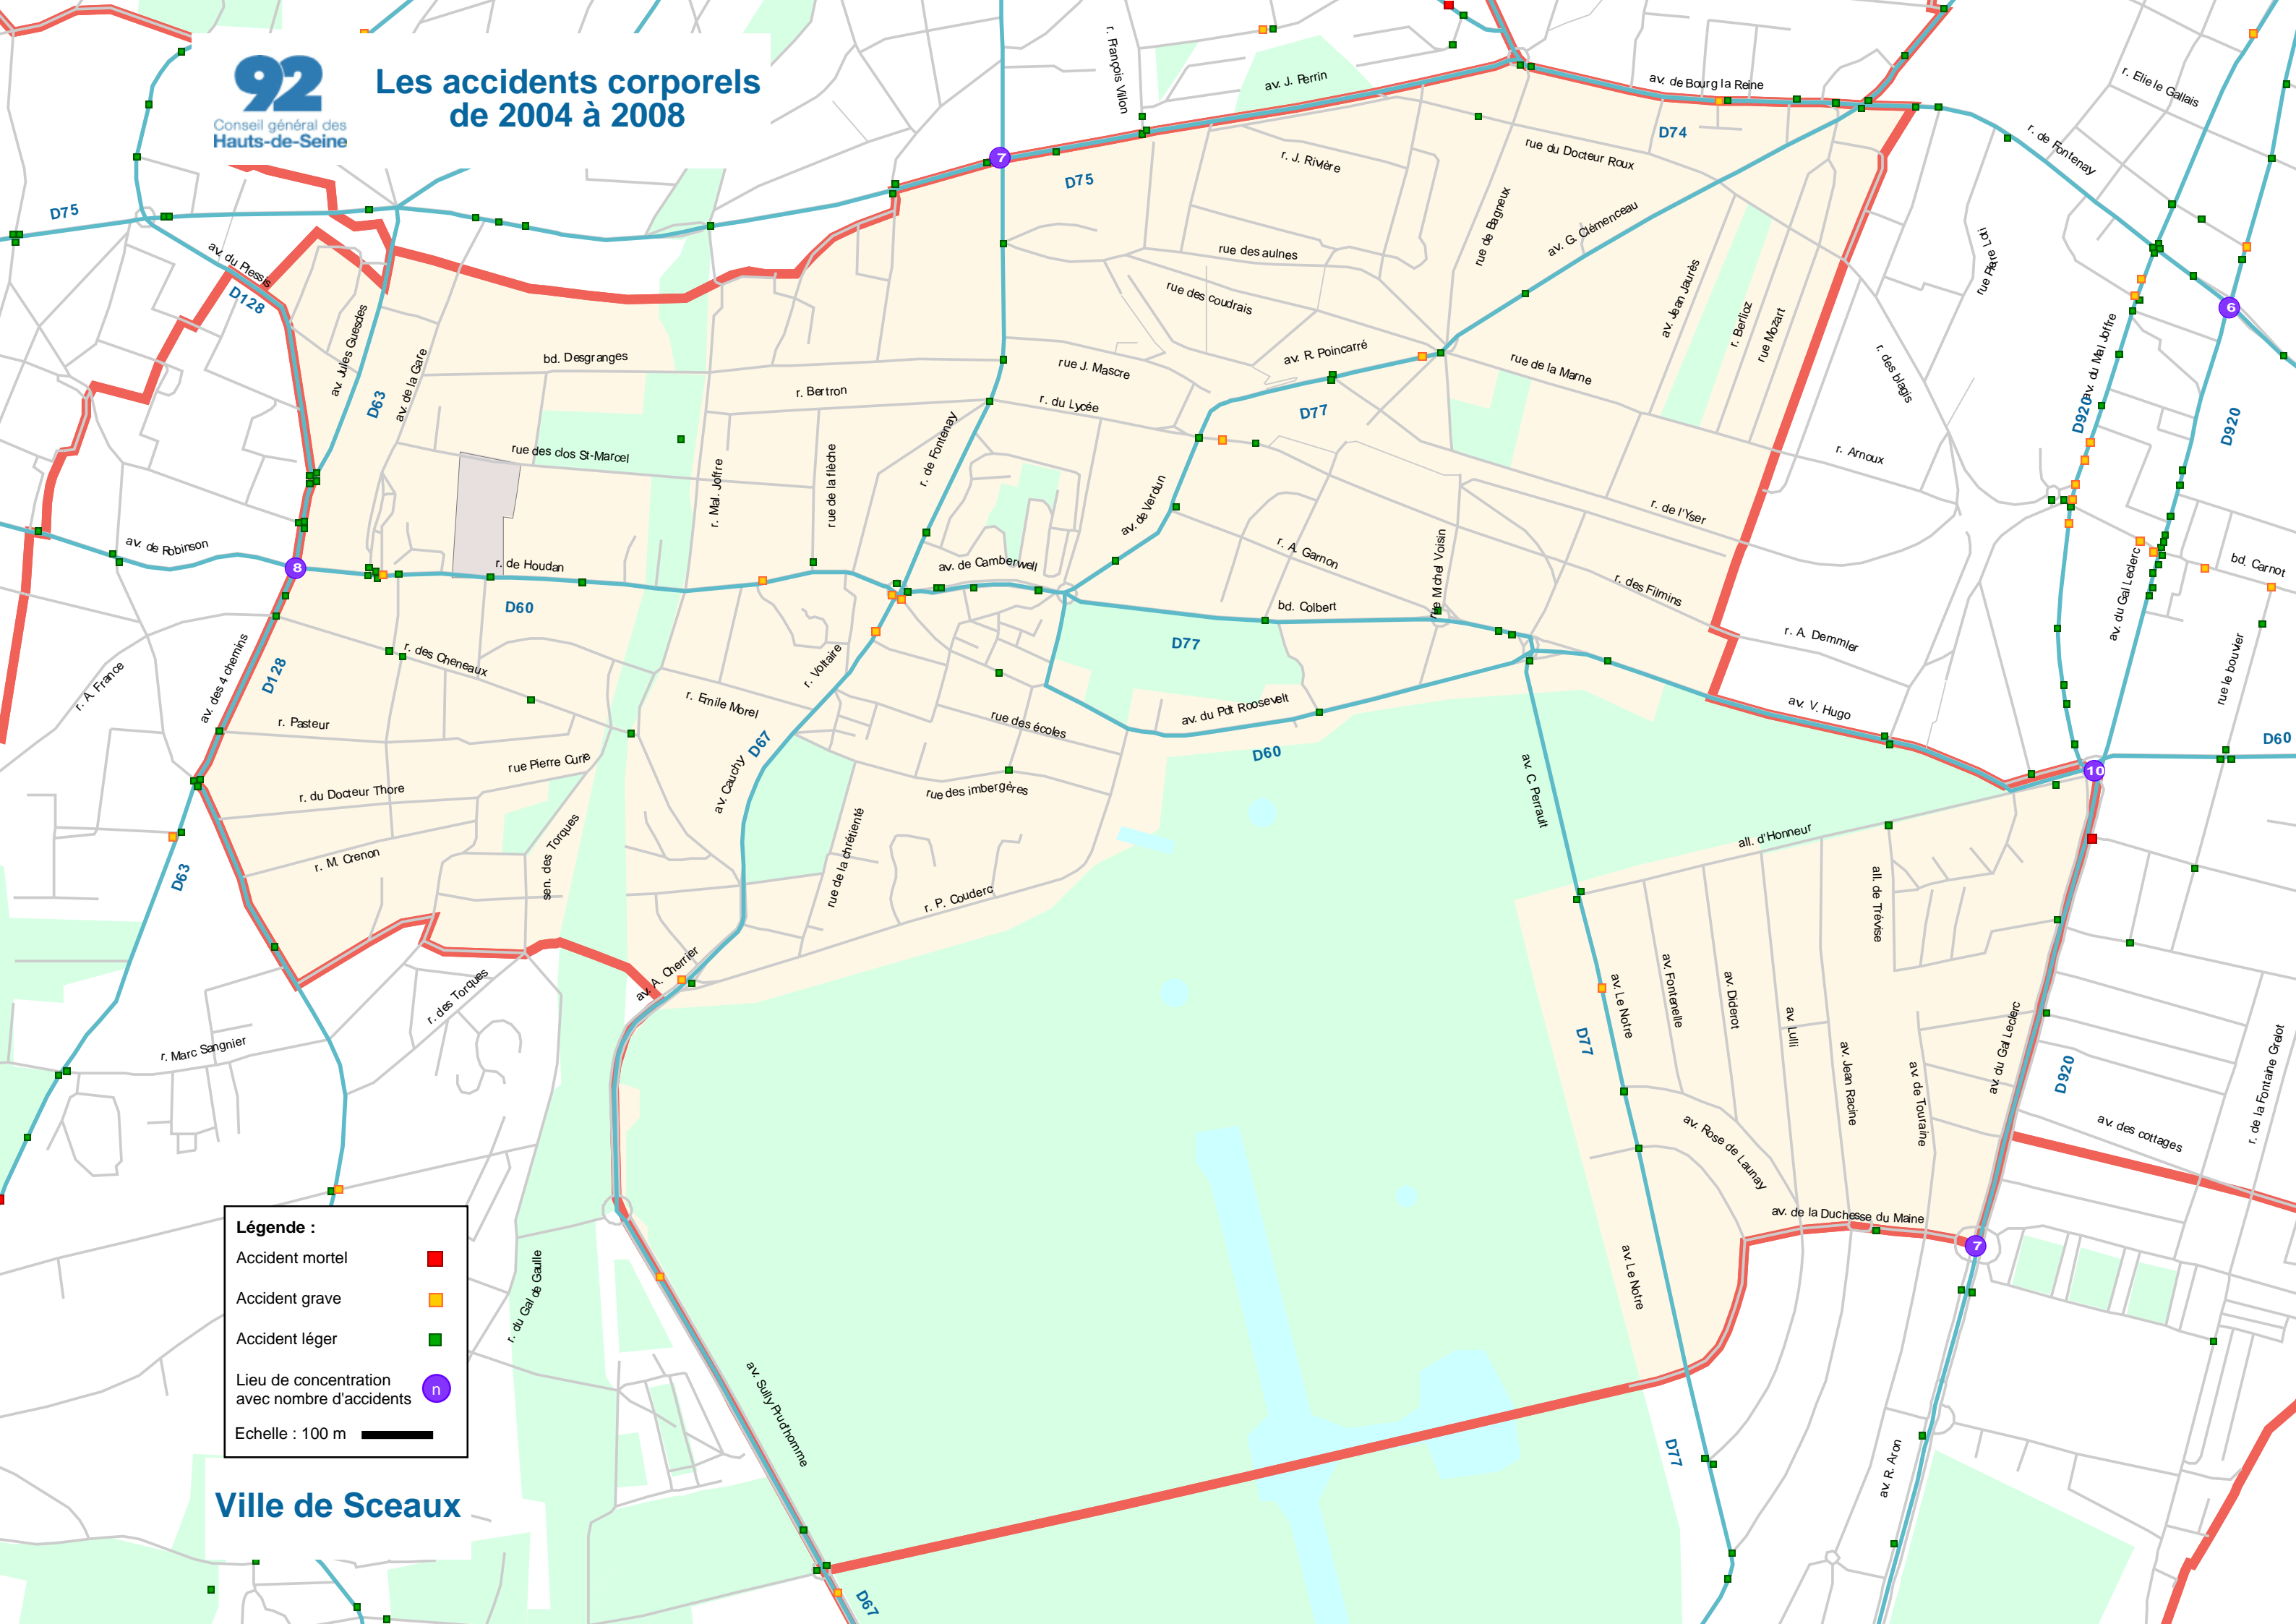 92
Conseil général des
Hauts-de-Seine
Les accidents corporels
de 2004 à 2008
r. François Villon
av. J. Perrin
av. de Bourg la Reine
D74
r. Elie le Gallais
r. de Fontenay
7
D75
D75
r. J. Rivière
rue du Docteur Roux
rue de Bagneux
av. G. Clémenceau
rue des aulnes
rue des coudrais
av. du Plessis
D128
av. Jules Guesdes
D63
av. de la Gare
bd. Desgranges
r. Bertron
rue J. Mascre
r. du Lycée
av. R. Poincarré
D77
rue de la Marne
av. Jean Jaurès
r. Berlioz
rue Mozart
r. des blagis
6
av. du Mal Joffre
D920
D920
r. Arnoux
rue des clos St-Marcel
r. Mal. Joffre
rue de la flèche
r. de Fontenay
av. de Verdun
r. de l'Yser
av. de Robinson
8
r. de Houdan
D60
av. de Camberwell
r. A. Garnon
rue Michel Voisin
r. des Filmins
bd. Colbert
D77
r. A. Demmler
av. du Gal Leclerc
bd. Carnot
rue le bouvier
r. A. France
av. des 4 chemins
D128
r. des Cheneaux
r. Pasteur
r. Emile Morel
r. Voltaire
D67
av. Cauchy
rue des écoles
av. du Pdt Roosevelt
D60
av. V. Hugo
D60
10
rue Pierre Curie
r. du Docteur Thore
r. M. Crenon
sen. des Torques
D63
rue des imbergères
rue de la chrétienté
r. P. Couderc
av. C. Perrault
all. d'Honneur
all. de Trévise
av. A. Cherrier
r. des Torques
r. Marc Sangnier
av. Le Notre
D77
av. Fontenelle
av. Diderot
av. Lulli
av. Jean Racine
av. de Touraine
av. du Gal Leclerc
D920
r. de la Fontaine Grelot
av. des cottages
av. Rose de Launay
av. de la Duchesse du Maine
7
av. Le Notre
D77
av. R. Aron
r. du Gal de Gaulle
av. Sully Prud'homme
D67
Légende :
Accident mortel
Accident grave
Accident léger
Lieu de concentration
avec nombre d'accidents
n
Echelle : 100 m
Ville de Sceaux